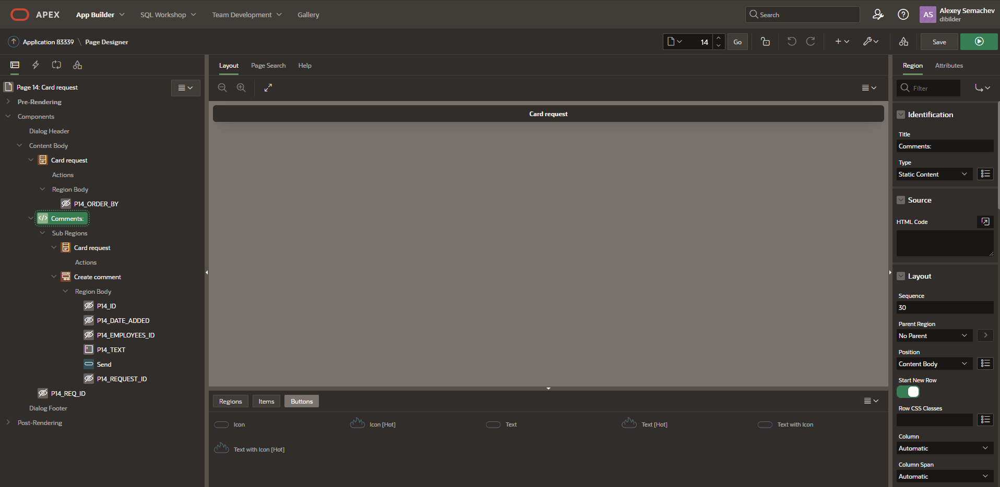 APEX App Builder SQL Workshop Team Development Gallery Search AS Alexey Semachev
dibilder
Application 83339 \ Page Designer 14 Go Save
Layout Page Search Help
Region Attributes
Page 14: Card request
Filter
Pre-Rendering
Components
Dialog Header
Content Body
Card request
Actions
Region Body
P14_ORDER_BY
Comments:
Sub Regions
Card request
Actions
Create comment
Region Body
P14_ID
P14_DATE_ADDED
P14_EMPLOYEES_ID
P14_TEXT
Send
P14_REQUEST_ID
P14_REQ_ID
Dialog Footer
Post-Rendering
Card request
Regions Items Buttons
Icon Icon [Hot] Text Text [Hot] Text with Icon
Text with Icon [Hot]
Identification
Title
Comments:
Type
Static Content
Source
HTML Code
Layout
Sequence
30
Parent Region
No Parent
Position
Content Body
Start New Row
Row CSS Classes
Column
Automatic
Column Span
Automatic